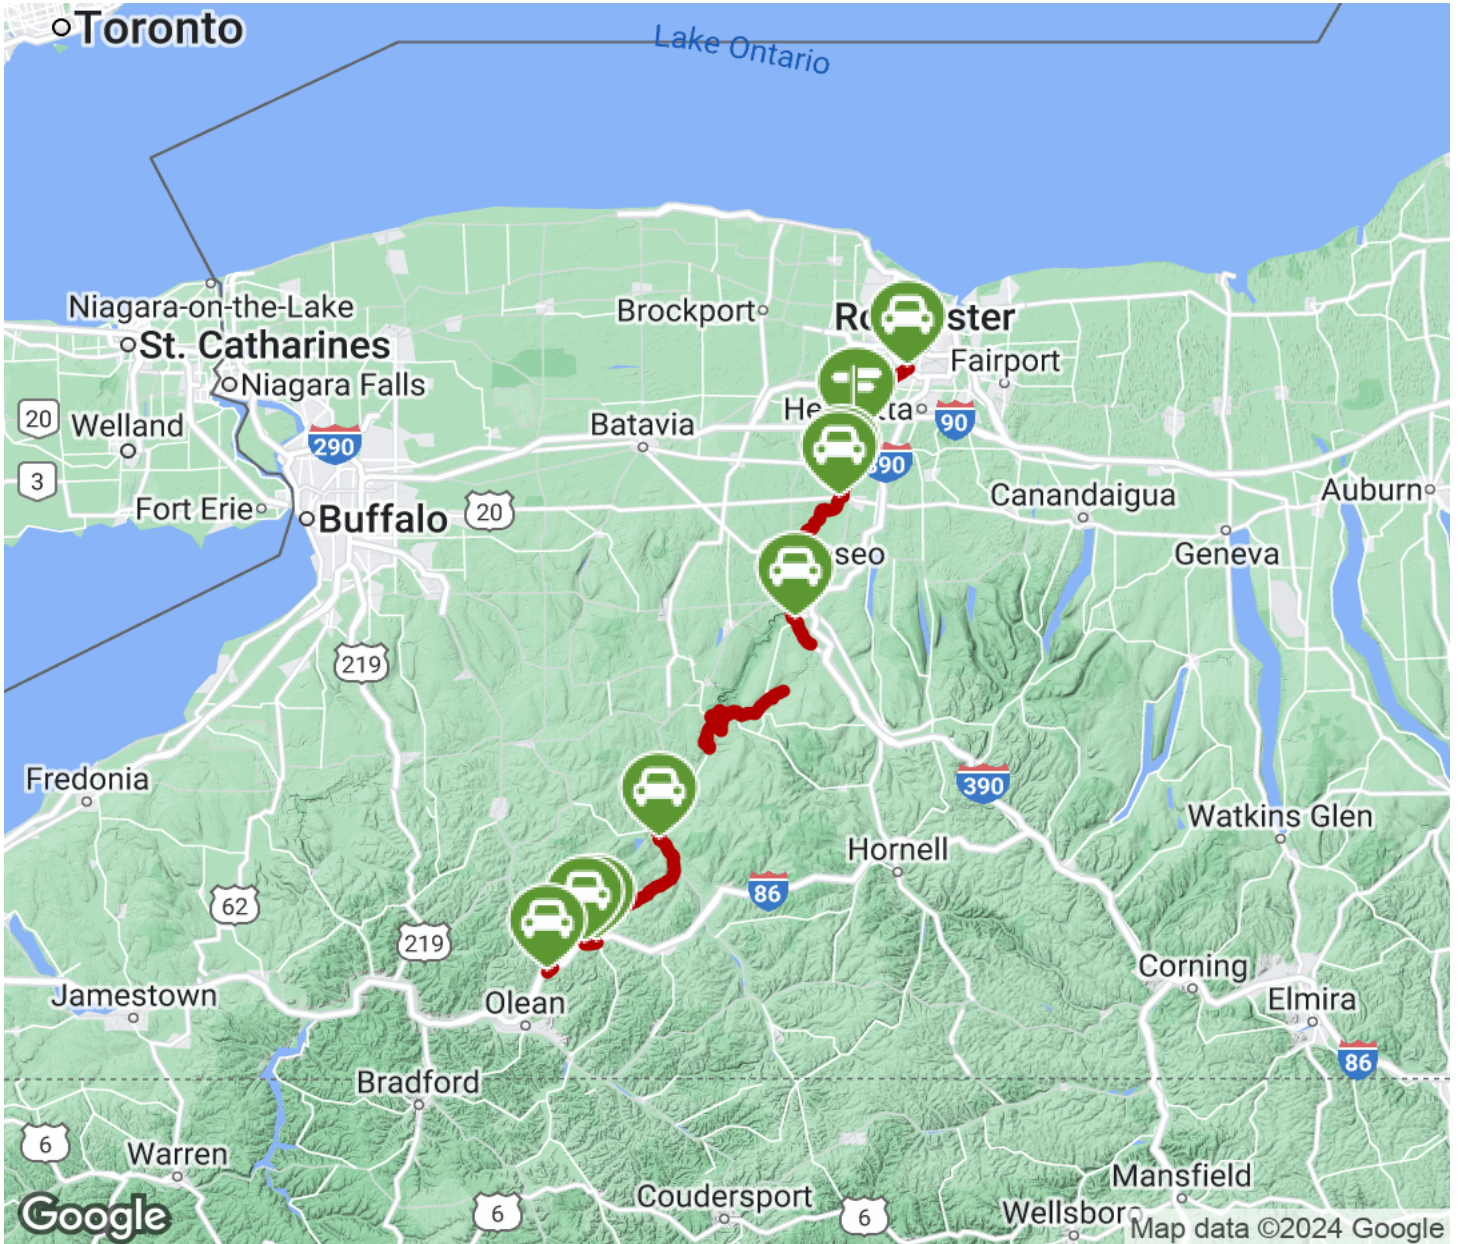 Toronto
Lake Ontario
Niagara-on-the-Lake
Brockport
St. Catharines
Fairport
Niagara Falls
20
Welland
290
Batavia
90
3
Canandaigua
Auburn
Fort Erie
Buffalo
20
Geneva
219
Fredonia
390
Watkins Glen
Hornell
86
62
219
Corning
Jamestown
Olean
Elmira
86
Bradford
6
Warren
Mansfield
Coudersport
6
6
Google
Map data ©2024 Google